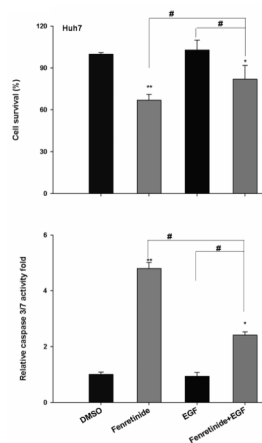 Huh7
#
#
**
*
120
90
60
30
0
Cell survival (%)
#
#
**
*
6
4
2
0
Relative caspase 3/7 activity fold
DMSO
Fenretinide
EGF
Fenretinide+EGF